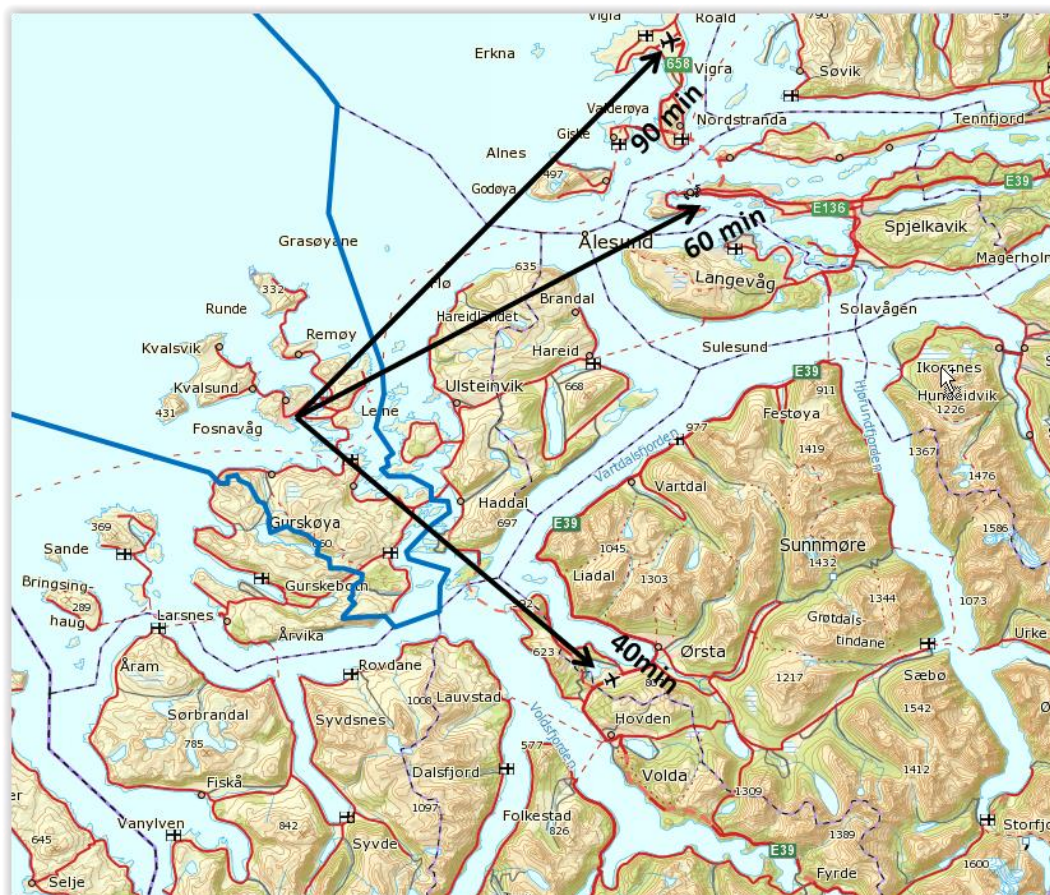 Vigra
Roald
790
Erkna
658
Vigra
Søvik
90 min
Valderøya
Nordstranda
Tennfjord
Giske
Alnes
497
Godøya
E39
E136
60 min
Spjelkavik
Ålesund
Grasøyane
Magerholm
635
Langevåg
332
Flø
Brandal
Runde
Hareidlandet
Solavågen
Remøy
Sulesund
Kvalsvik
Hareid
E39
Ikornnes
Kvalsund
Ulsteinvik
668
911
Hundeidvik
431
Leine
Festøya
1226
Fosnavåg
977
Hjørundfjorden
Vartdalsfjorden
1419
1367
1476
Vartdal
Haddal
369
Gurskøya
697
E39
1586
660
Sunnmøre
Sande
1045
1432
Gurskebotn
Liadal
1303
Bringsing-
haug
289
1344
1073
Larsnes
Grøtdals-
tindane
Årvika
40min
Urke
Åram
623
Ørsta
Rovdane
1217
Sæbø
Lauvstad
1008
Sørbrandal
Syvdsnes
Hovden
1542
Voldsfjorden
785
577
Dalsfjord
Volda
1412
Fiskå
1309
1097
Folkestad
842
826
Vanylven
Storfj
1389
Syvde
645
E39
1600
Fyrde
Selje